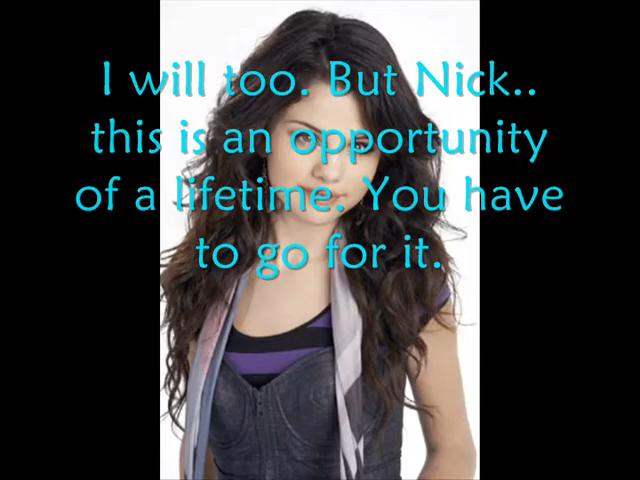 I will too. But Nick..
this is an opportunity
of a lifetime. You have
to go for it.